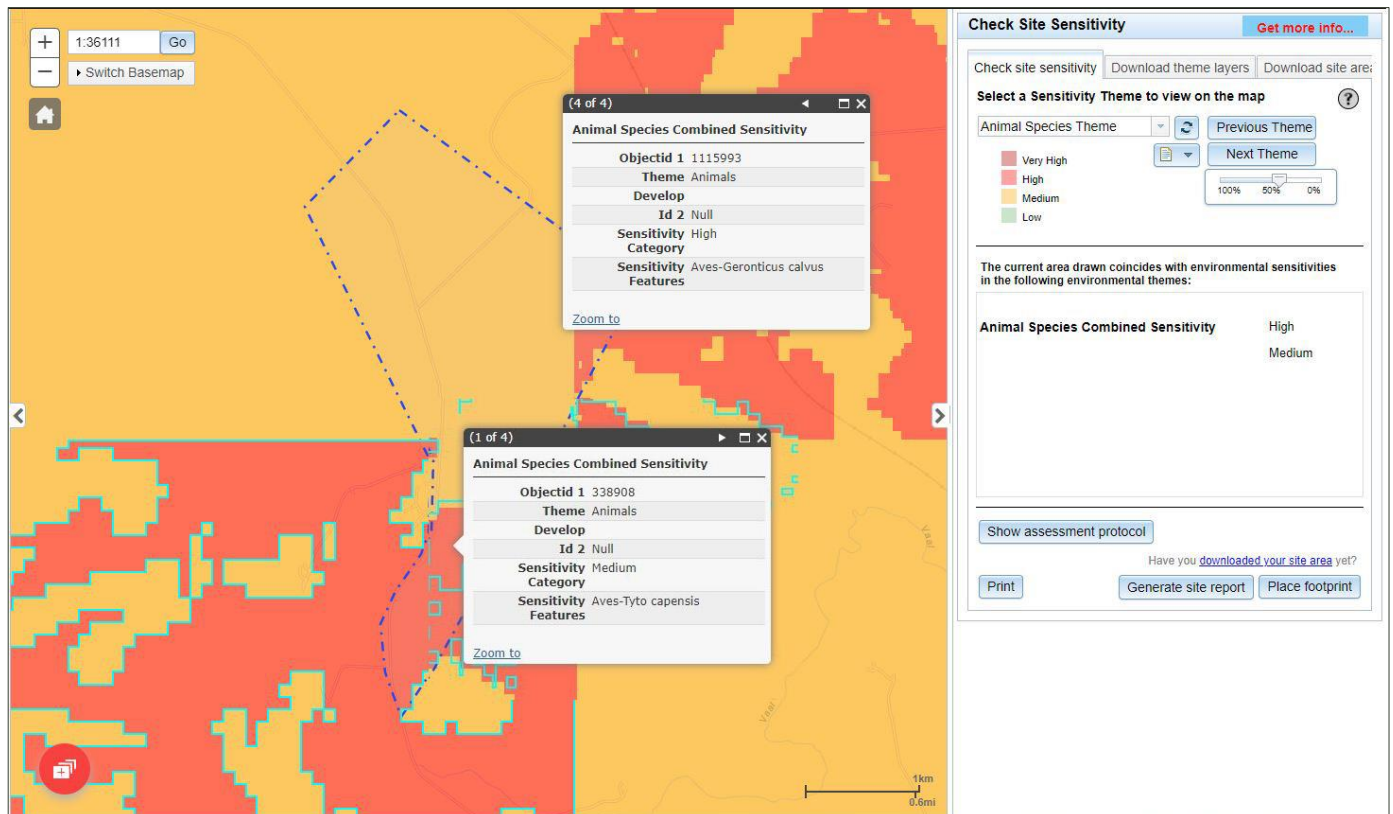 +
1:36111
Go
−
Switch Basemap
(4 of 4)
Animal Species Combined Sensitivity
Objectid 1 1115993
Theme Animals
Develop
Id 2 Null
Sensitivity High
Category
Sensitivity Aves-Geronticus calvus
Features
Zoom to
(1 of 4)
Animal Species Combined Sensitivity
Objectid 1 338908
Theme Animals
Develop
Id 2 Null
Sensitivity Medium
Category
Sensitivity Aves-Tyto capensis
Features
Zoom to
Vaal
Vaal
1km
0.6mi
Check Site Sensitivity
Get more info...
Check site sensitivity
Download theme layers
Download site area
Select a Sensitivity Theme to view on the map
?
Animal Species Theme
Previous Theme
Next Theme
Very High
High
Medium
Low
100% 50% 0%
The current area drawn coincides with environmental sensitivities
in the following environmental themes:
Animal Species Combined Sensitivity High
Medium
Show assessment protocol
Have you downloaded your site area yet?
Print
Generate site report
Place footprint